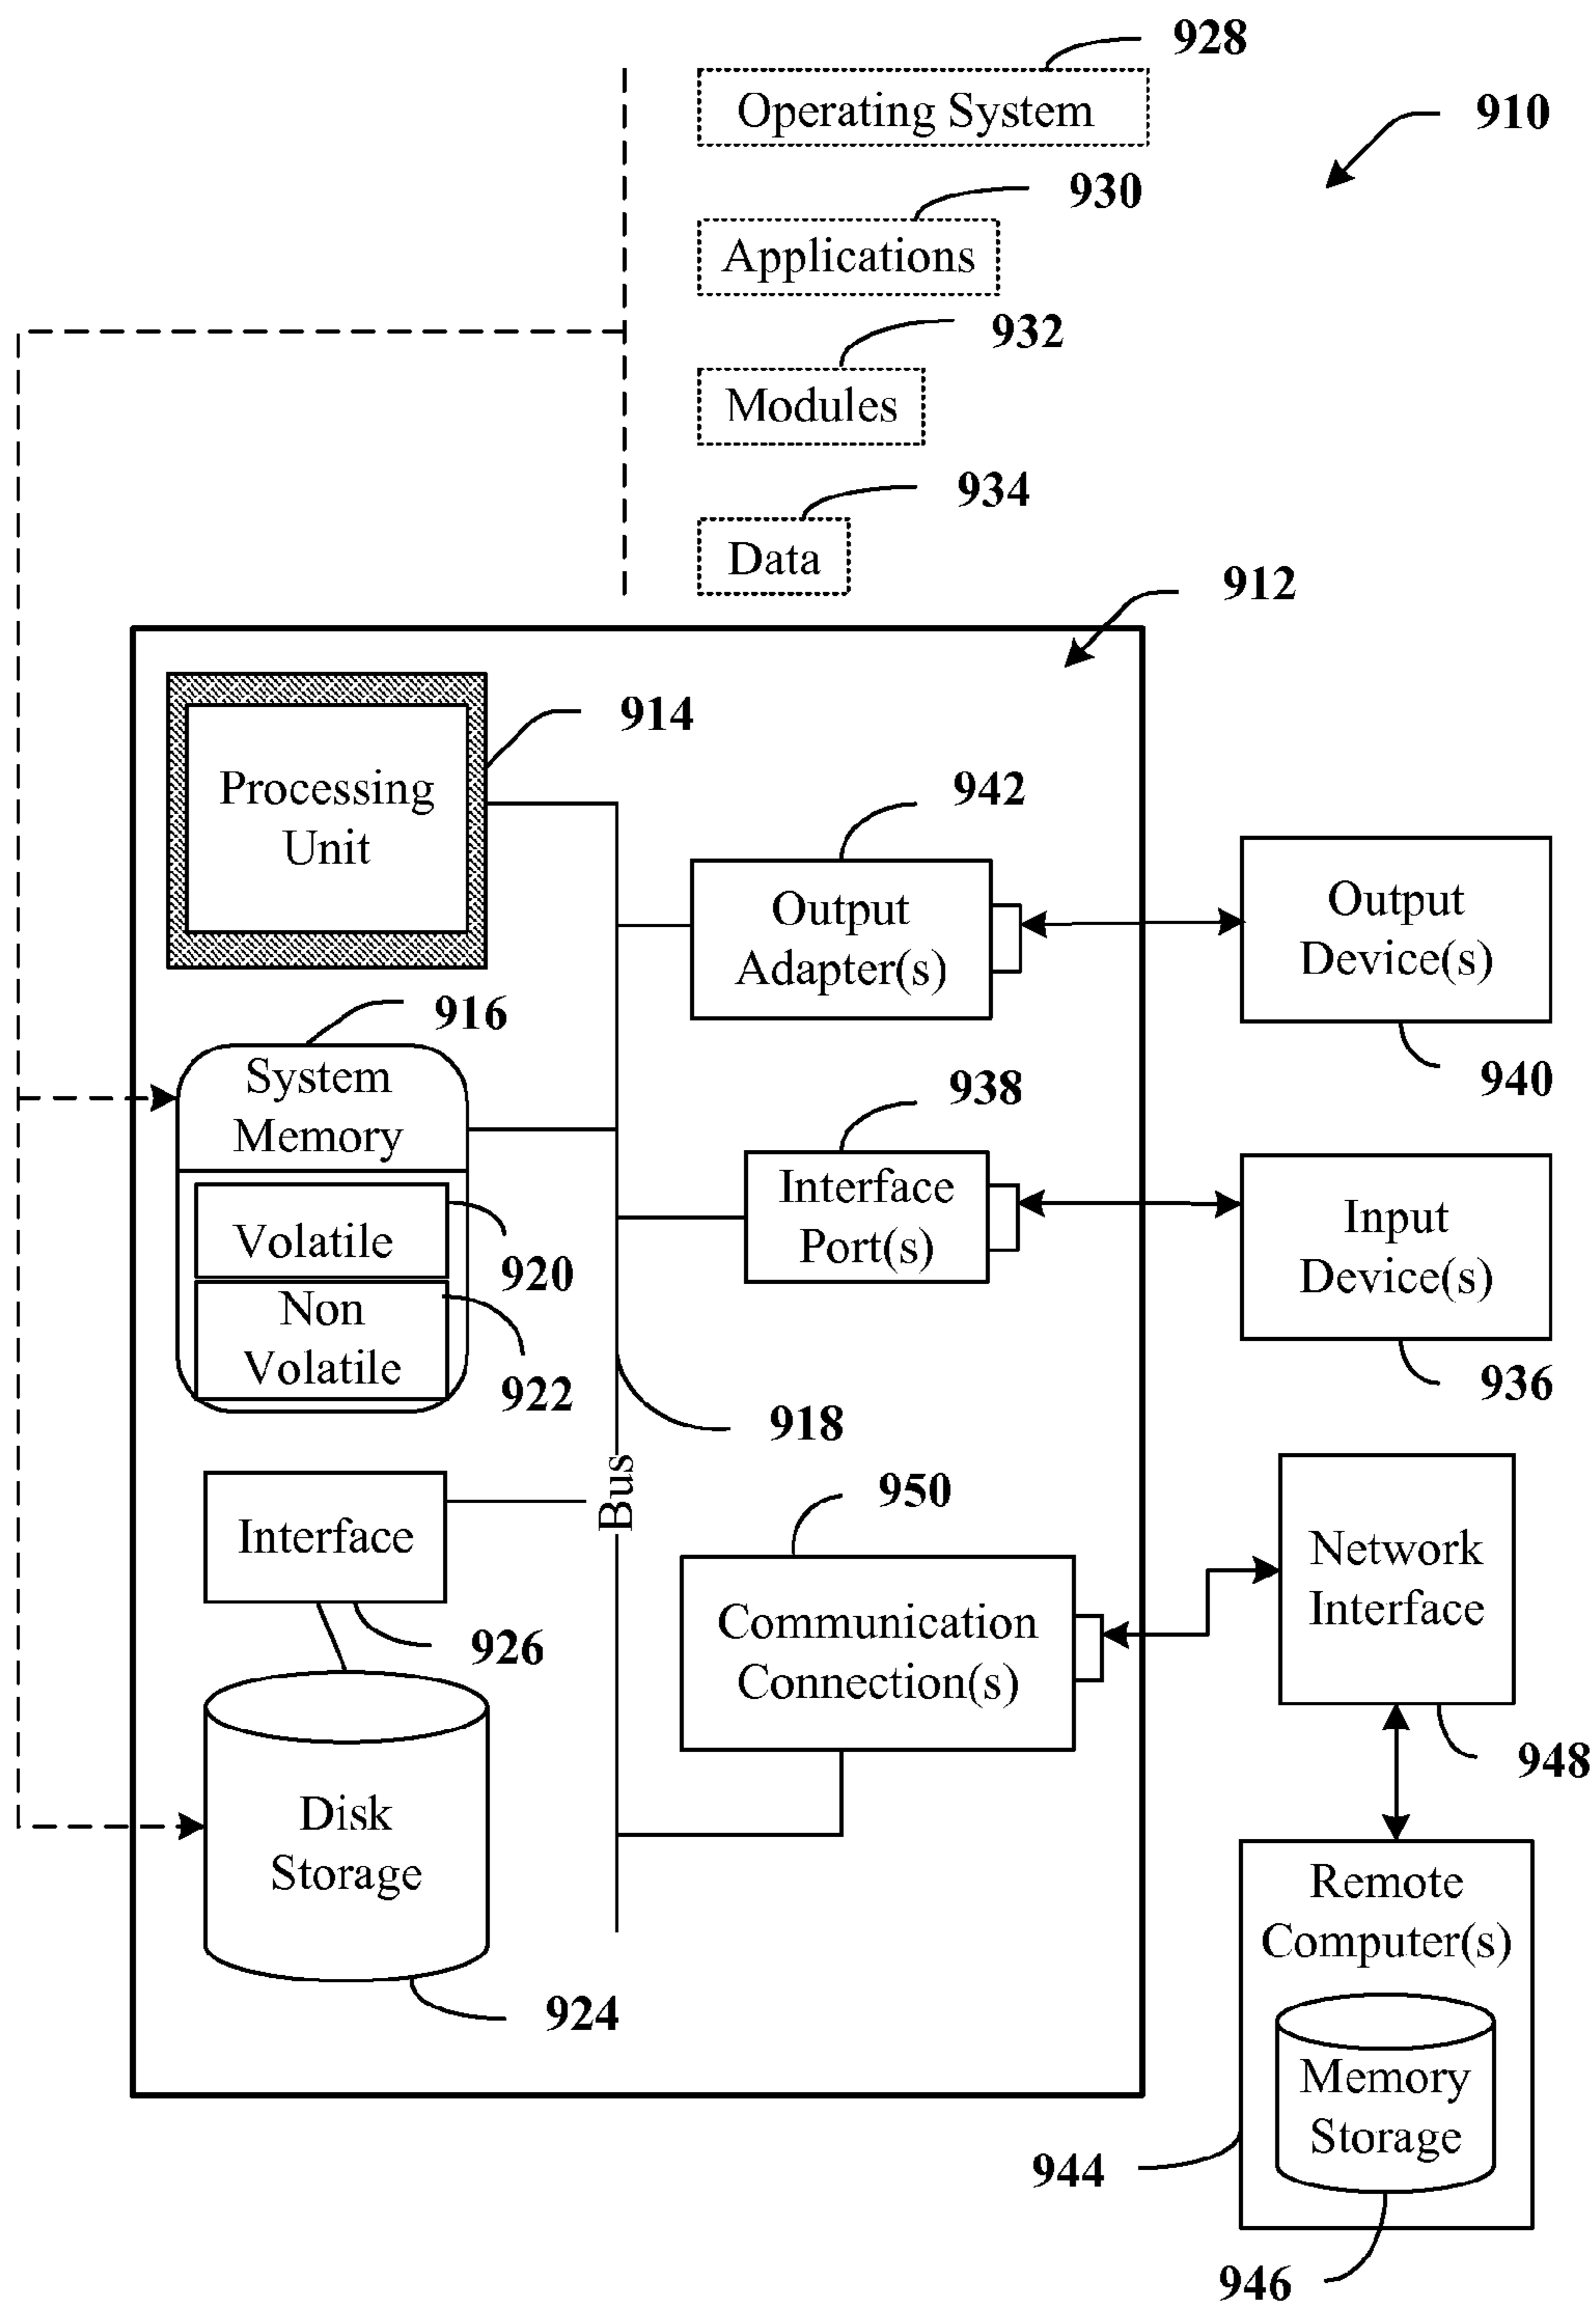 928
Operating System
910
930
Applications
932
Modules
934
Data
912
914
Processing
Unit
942
Output
Adapter(s)
Output
Device(s)
940
916
System
Memory
938
Interface
Port(s)
Input
Device(s)
936
Volatile
920
Non
Volatile
922
918
Bus
950
Interface
926
Communication
Connection(s)
Network
Interface
948
Disk
Storage
924
Remote
Computer(s)
Memory
Storage
944
946